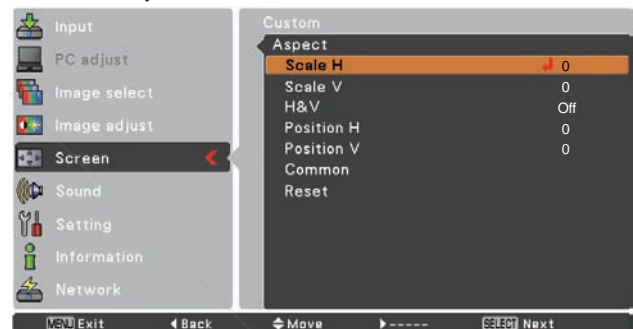 Input
PC adjust
Image select
Image adjust
Screen
Sound
Setting
Information
Network
Custom
Aspect
Scale H 0
Scale V 0
H&V Off
Position H 0
Position V 0
Common
Reset
MENU Exit ◀Back ◆Move ▶----- SELECT Next